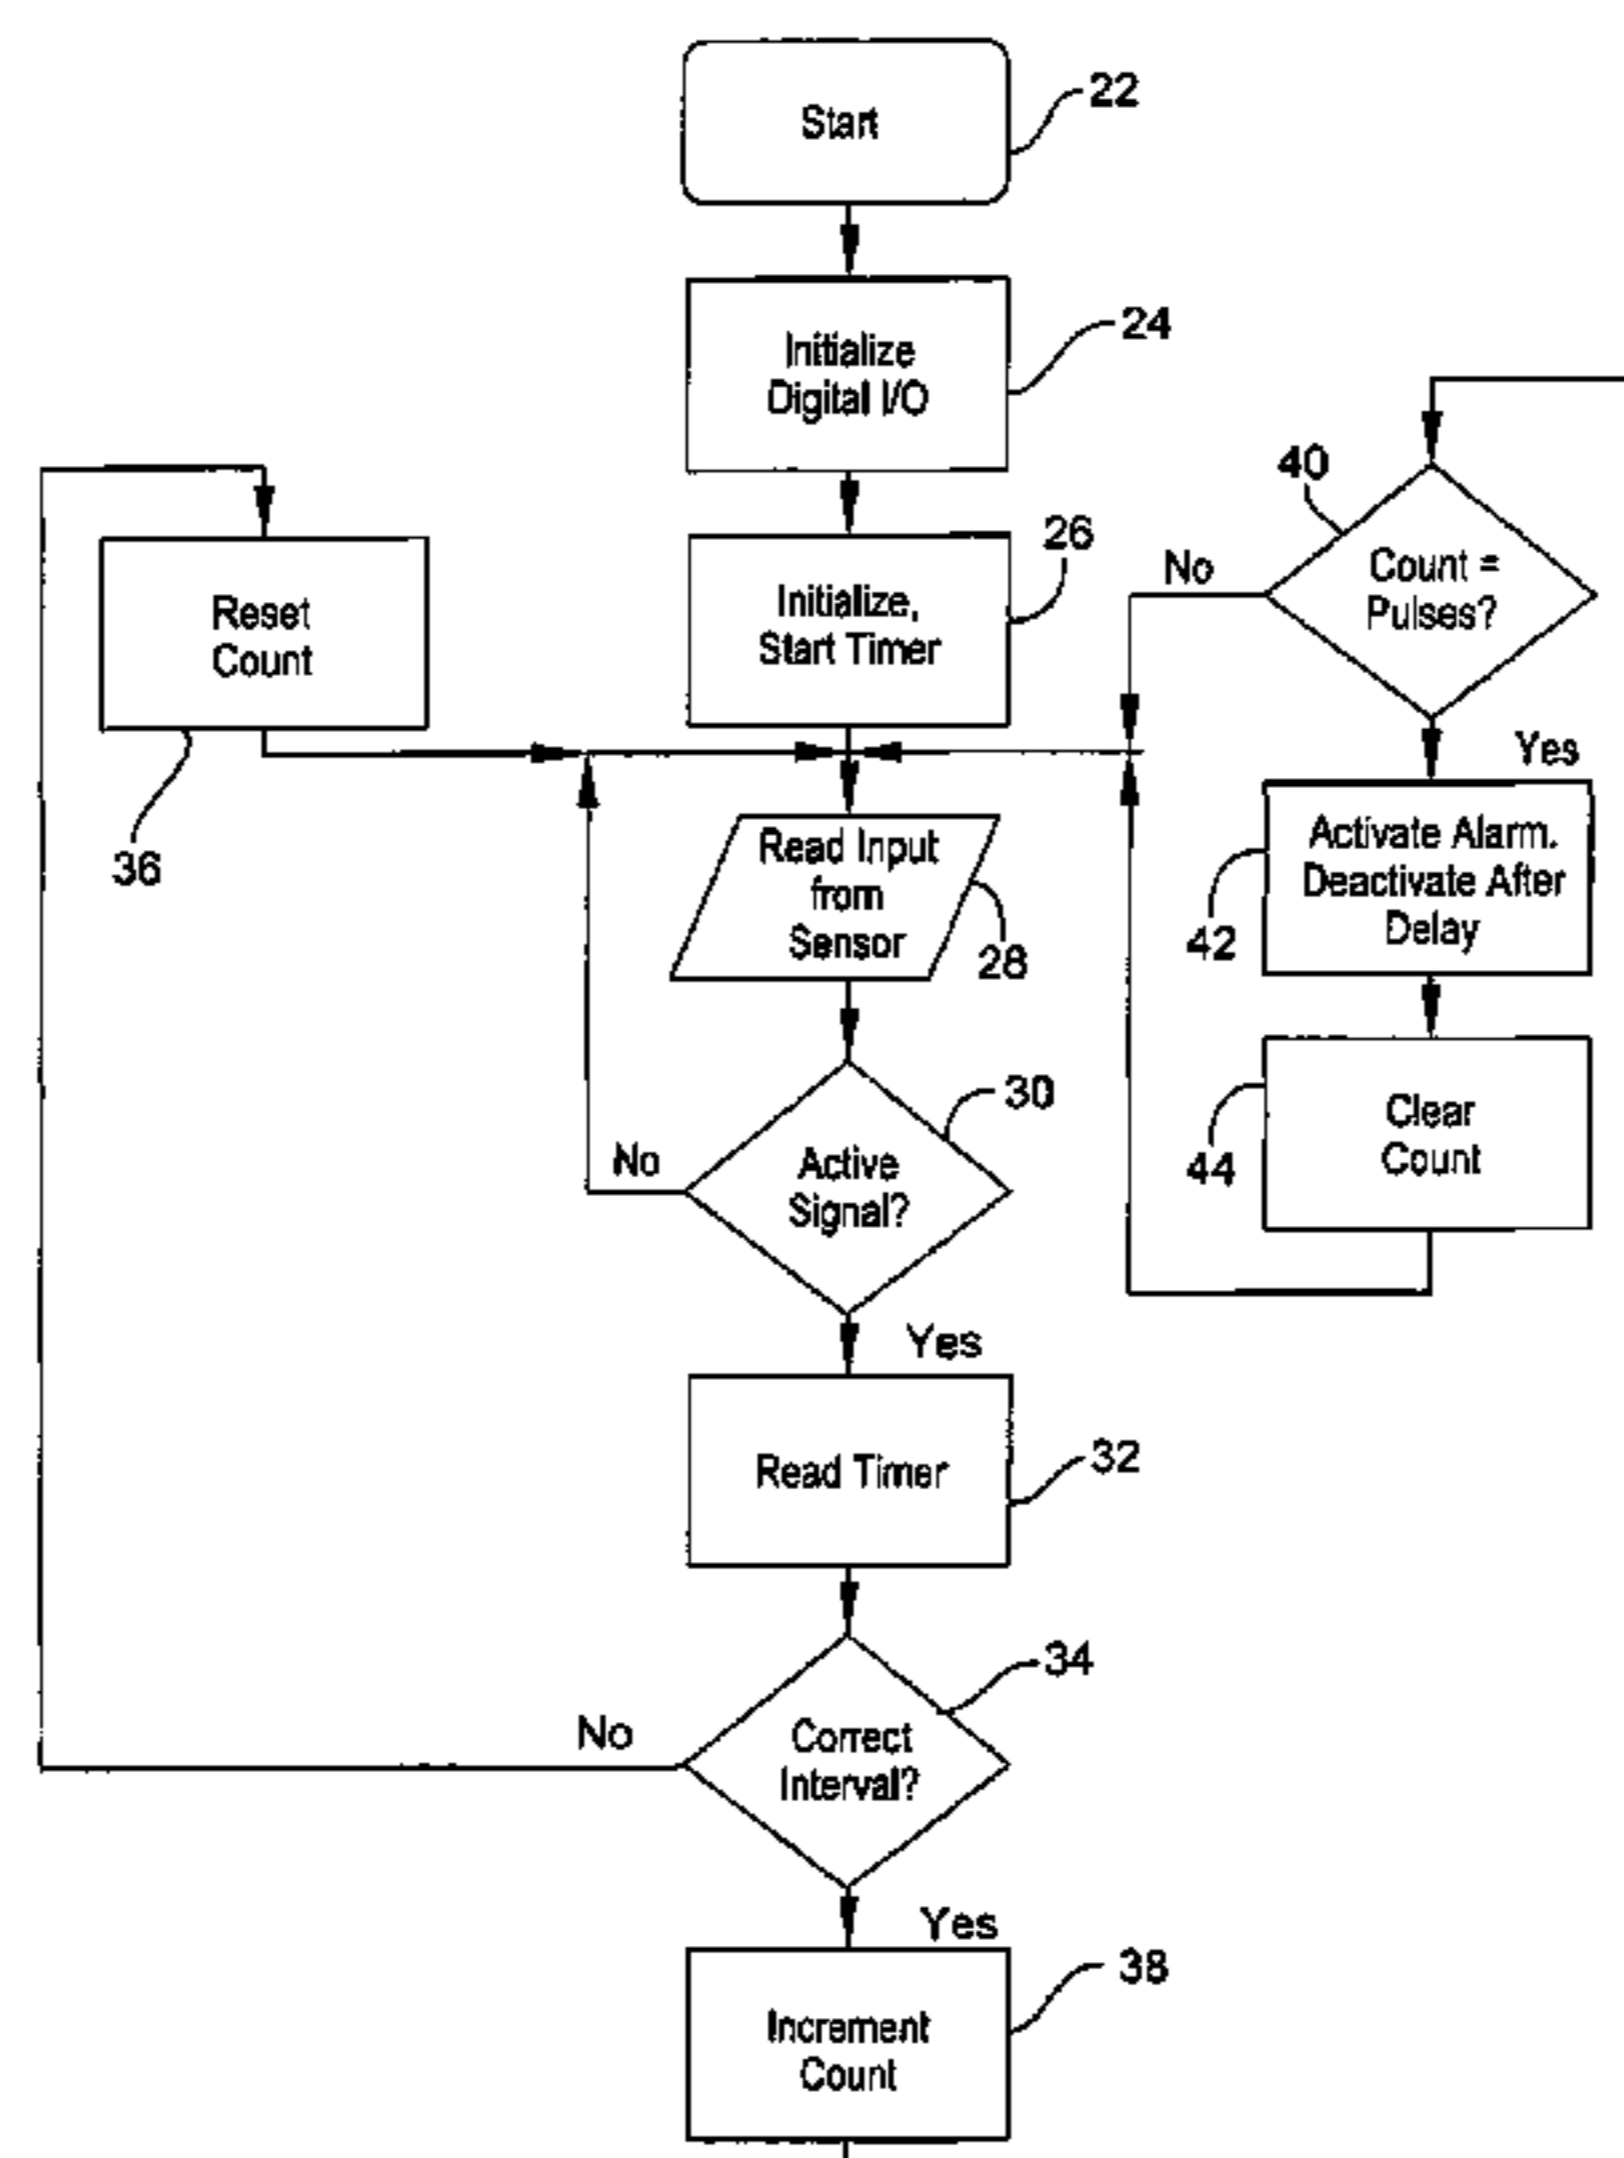 Start
22
Initialize
Digital I/O
24
Initialize,
Start Timer
26
Reset
Count
36
Read Input
from
Sensor
28
Active
Signal?
30
No
Yes
Read Timer
32
Correct
Interval?
34
No
Yes
Increment
Count
38
40
Count =
Pulses?
No
Yes
Activate Alarm.
Deactivate After
Delay
42
Clear
Count
44